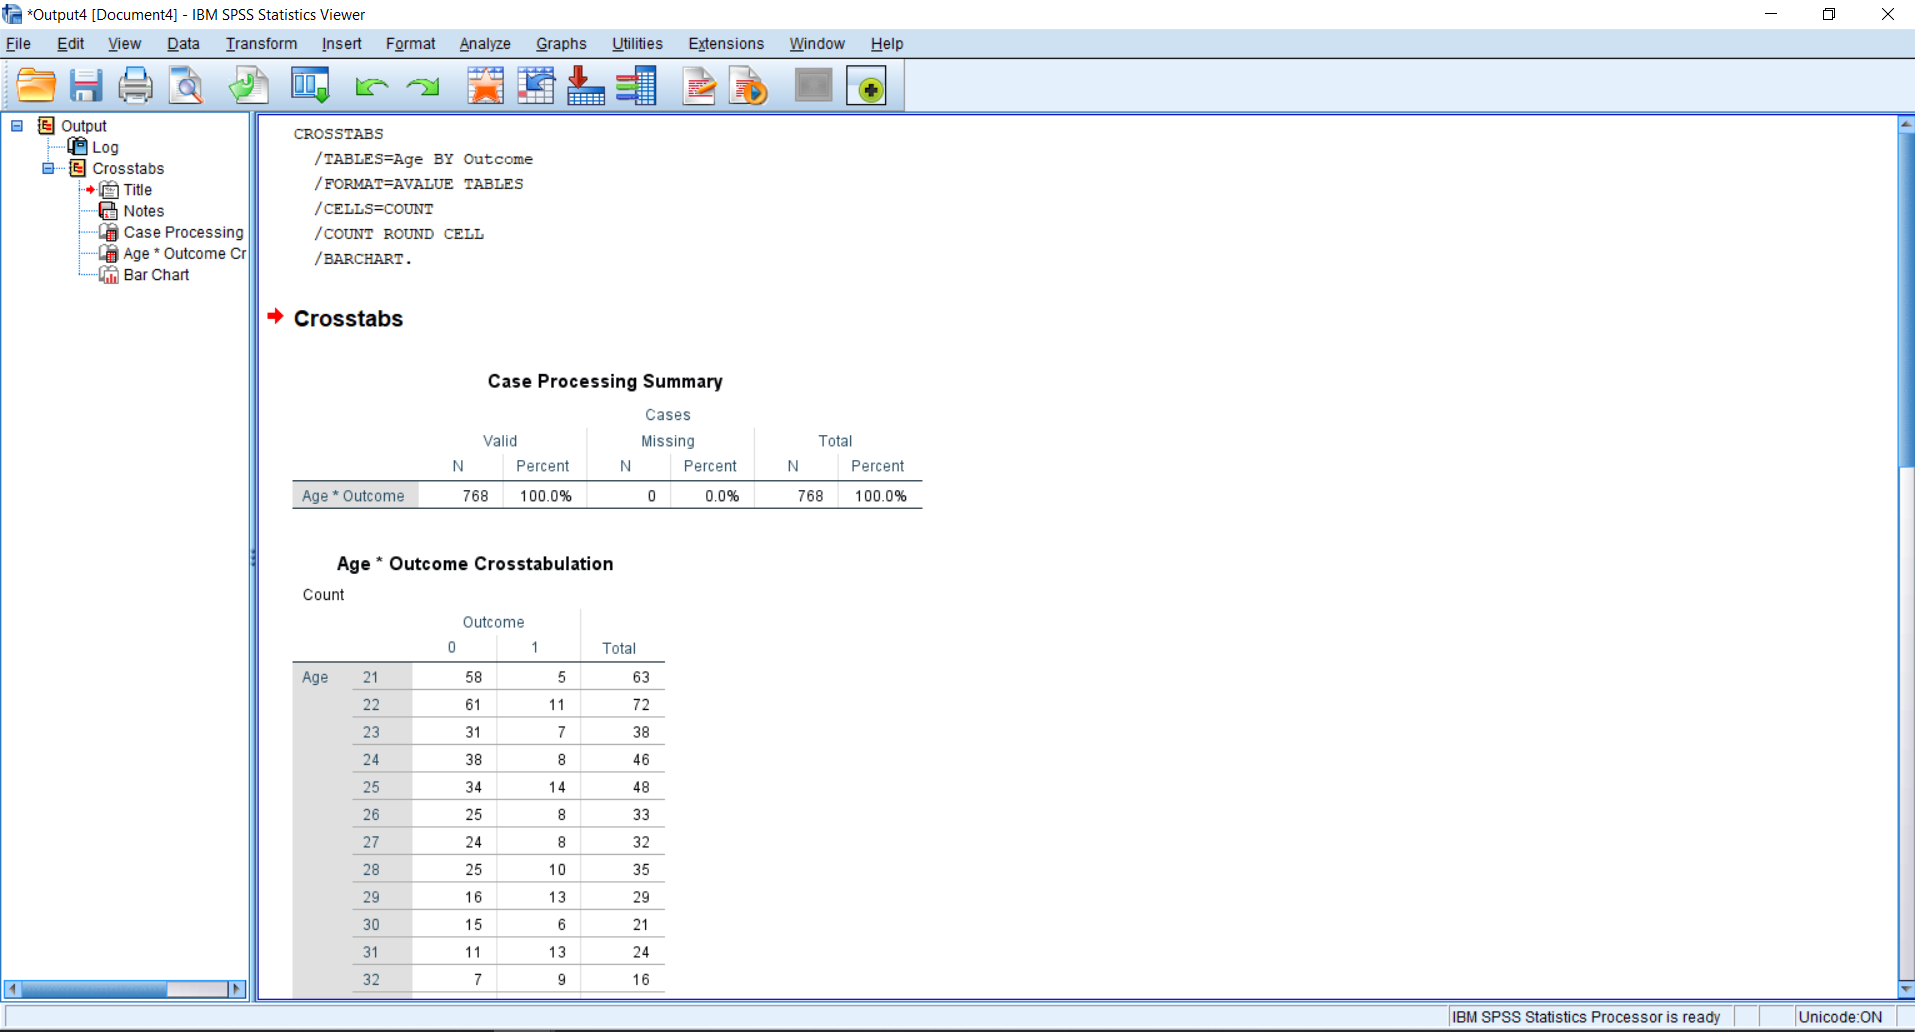 *Output4 [Document4] - IBM SPSS Statistics Viewer
File Edit View Data Transform Insert Format Analyze Graphs Utilities Extensions Window Help
Output
Log
Crosstabs
Title
Notes
Case Processing
Age * Outcome Cr
Bar Chart
CROSSTABS
/TABLES=Age BY Outcome
/FORMAT=AVALUE TABLES
/CELLS=COUNT
/COUNT ROUND CELL
/BARCHART.
Crosstabs
Case Processing Summary
Cases
Valid Missing Total
N Percent N Percent N Percent
Age * Outcome 768 100.0% 0 0.0% 768 100.0%
Age * Outcome Crosstabulation
Count
Outcome
0 1 Total
Age 21 58 5 63
22 61 11 72
23 31 7 38
24 38 8 46
25 34 14 48
26 25 8 33
27 24 8 32
28 25 10 35
29 16 13 29
30 15 6 21
31 11 13 24
32 7 9 16
IBM SPSS Statistics Processor is ready Unicode:ON